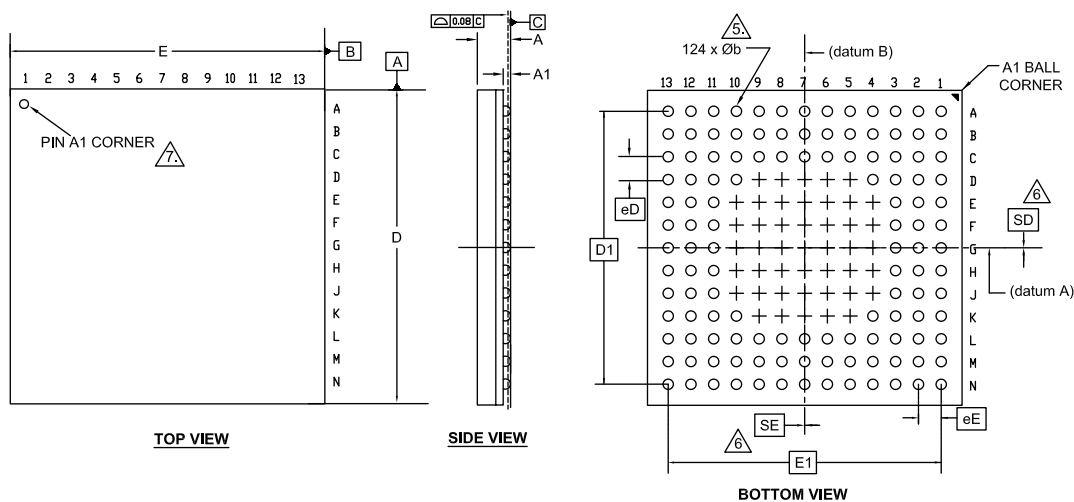 E
B
1 2 3 4 5 6 7 8 9 10 11 12 13
A
PIN A1 CORNER
7.
A
B
C
D
E
F
G
H
J
K
L
M
N
D
TOP VIEW
0.08 C
C
A
A1
SIDE VIEW
5.
124 x Øb
(datum B)
A1 BALL
CORNER
13 12 11 10 9 8 7 6 5 4 3 2 1
A
B
C
D
E
F
G
H
J
K
L
M
N
eD
D1
6
SD
(datum A)
SE
eE
6
E1
BOTTOM VIEW